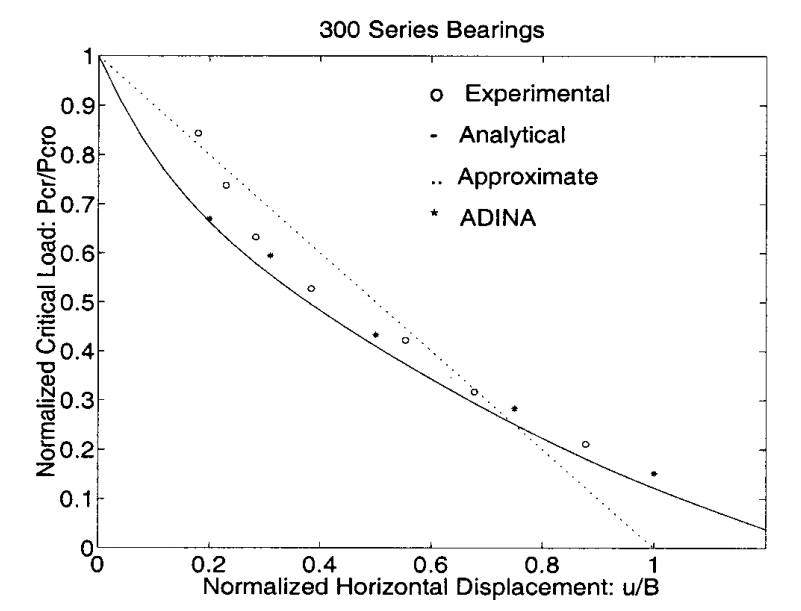 300 Series Bearings
Normalized Critical Load: Pcr/Pcro
1
0.9
0.8
0.7
0.6
0.5
0.4
0.3
0.2
0.1
0
o Experimental
- Analytical
.. Approximate
* ADINA
0 0.2 0.4 0.6 0.8 1
Normalized Horizontal Displacement: u/B